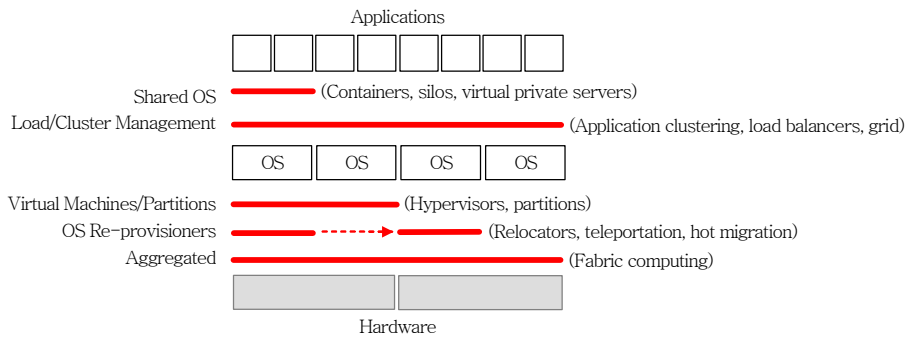 Applications
Shared OS (Containers, silos, virtual private servers)
Load/Cluster Management (Application clustering, load balancers, grid)
OS OS OS OS
Virtual Machines/Partitions (Hypervisors, partitions)
OS Re-provisioners (Relocators, teleportation, hot migration)
Aggregated (Fabric computing)
Hardware